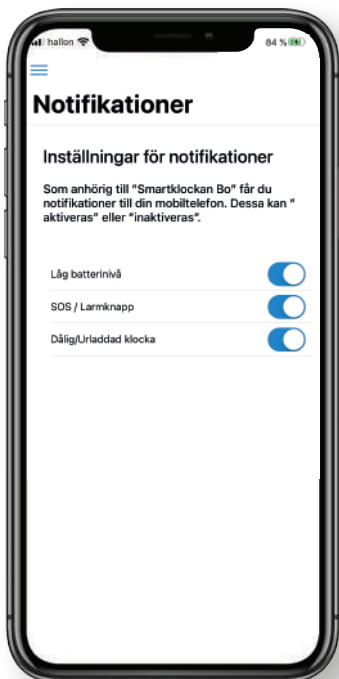 hallon 84 %
Notifikationer
Inställningar för notifikationer
Som anhörig till "Smartklockan Bo" får du
notifikationer till din mobiltelefon. Dessa kan "
aktiveras" eller "inaktiveras".
Låg batterinivå
SOS / Larmknapp
Dålig/Urladdad klocka